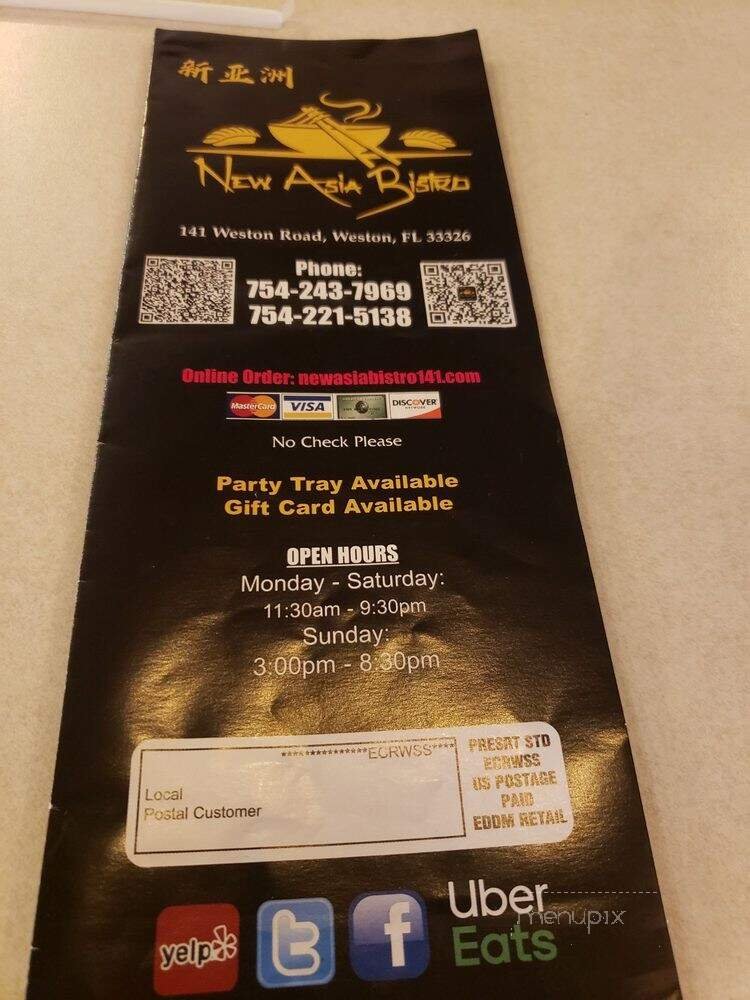 新亚洲
New Asia Bistro
141 Weston Road, Weston, FL 33326
Phone:
754-243-7969
754-221-5138
Online Order: newasiabistro141.com
MasterCard VISA DISCOVER
No Check Please
Party Tray Available
Gift Card Available
OPEN HOURS
Monday - Saturday:
11:30am - 9:30pm
Sunday:
3:00pm - 8:30pm
****************ECRWSS****
Local
Postal Customer
PRESRT STD
ECRWSS
US POSTAGE
PAID
EDDM RETAIL
yelp
t
f
Uber
Eats
menupix